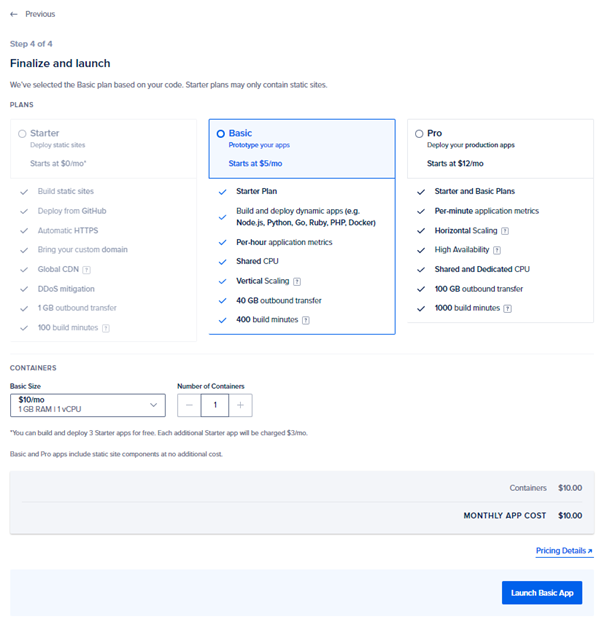 ← Previous
Step 4 of 4
Finalize and launch
We've selected the Basic plan based on your code. Starter plans may only contain static sites.
PLANS
Starter
Deploy static sites
Starts at $0/mo*
Build static sites
Deploy from GitHub
Automatic HTTPS
Bring your custom domain
Global CDN ?
DDoS mitigation
1 GB outbound transfer
100 build minutes ?
Basic
Prototype your apps
Starts at $5/mo
Starter Plan
Build and deploy dynamic apps (e.g.
Node.js, Python, Go, Ruby, PHP, Docker)
Per-hour application metrics
Shared CPU
Vertical Scaling ?
40 GB outbound transfer
400 build minutes ?
Pro
Deploy your production apps
Starts at $12/mo
Starter and Basic Plans
Per-minute application metrics
Horizontal Scaling ?
High Availability ?
Shared and Dedicated CPU
100 GB outbound transfer
1000 build minutes ?
CONTAINERS
Basic Size
$10/mo
1 GB RAM | 1 vCPU
Number of Containers
− 1 +
*You can build and deploy 3 Starter apps for free. Each additional Starter app will be charged $3/mo.
Basic and Pro apps include static site components at no additional cost.
Containers $10.00
MONTHLY APP COST $10.00
Pricing Details ↗
Launch Basic App